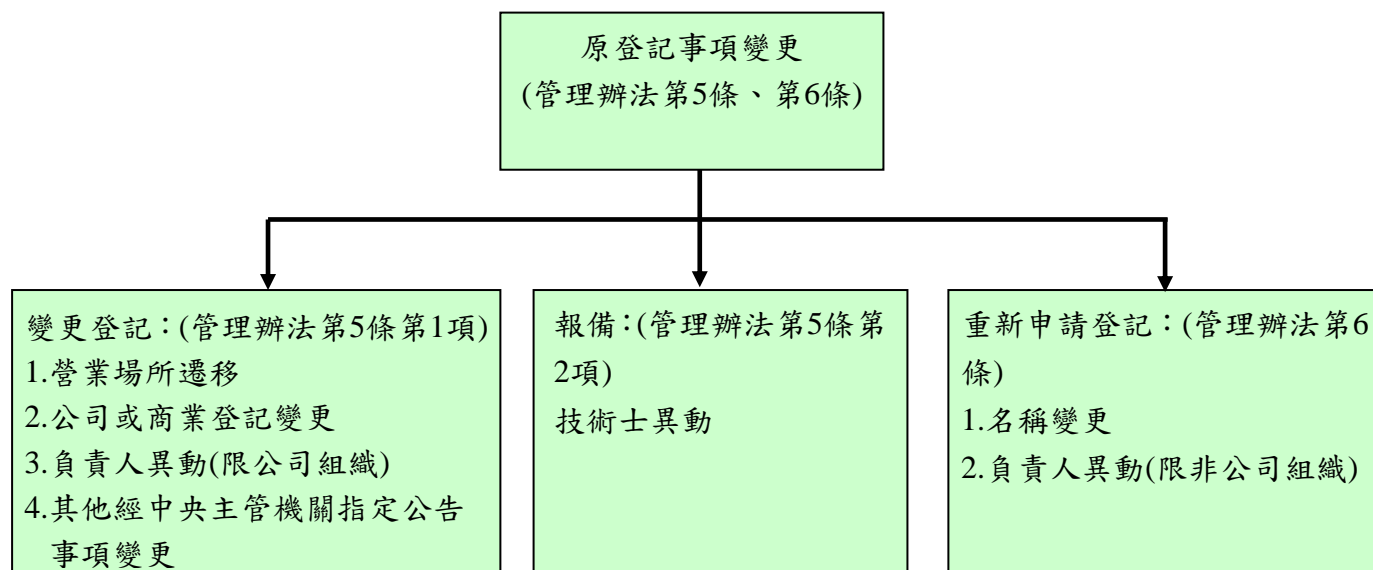 原登記事項變更
(管理辦法第5條、第6條)
變更登記：(管理辦法第5條第1項)
1.營業場所遷移
2.公司或商業登記變更
3.負責人異動(限公司組織)
4.其他經中央主管機關指定公告
事項變更
報備：(管理辦法第5條第
2項)
技術士異動
重新申請登記：(管理辦法第6
條)
1.名稱變更
2.負責人異動(限非公司組織)